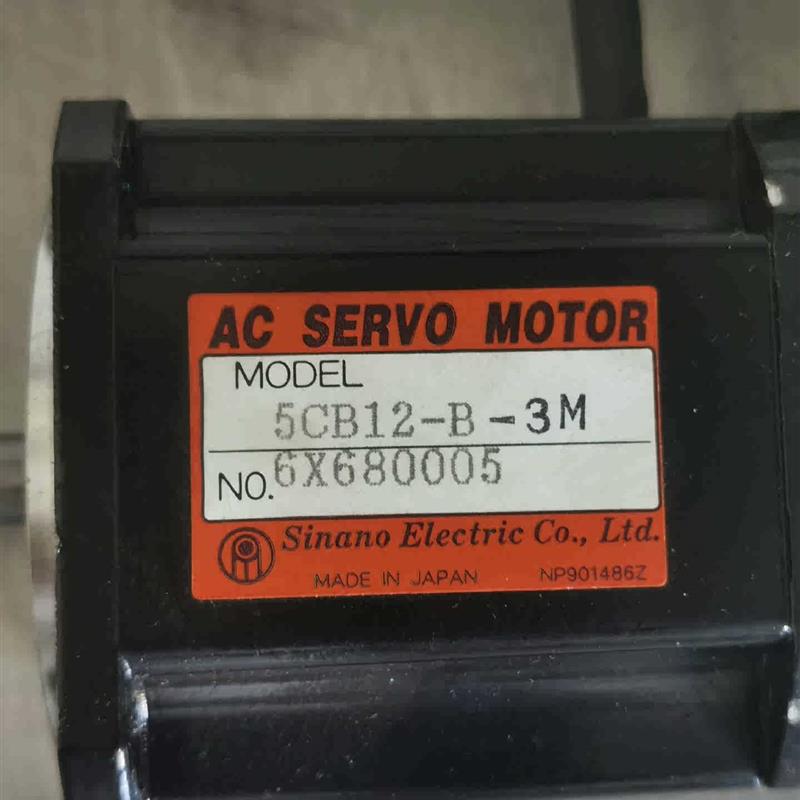 AC SERVO MOTOR
MODEL
5CB12-B-3M
NO. 6X680005
Sinano Electric Co., Ltd.
MADE IN JAPAN NP901486Z